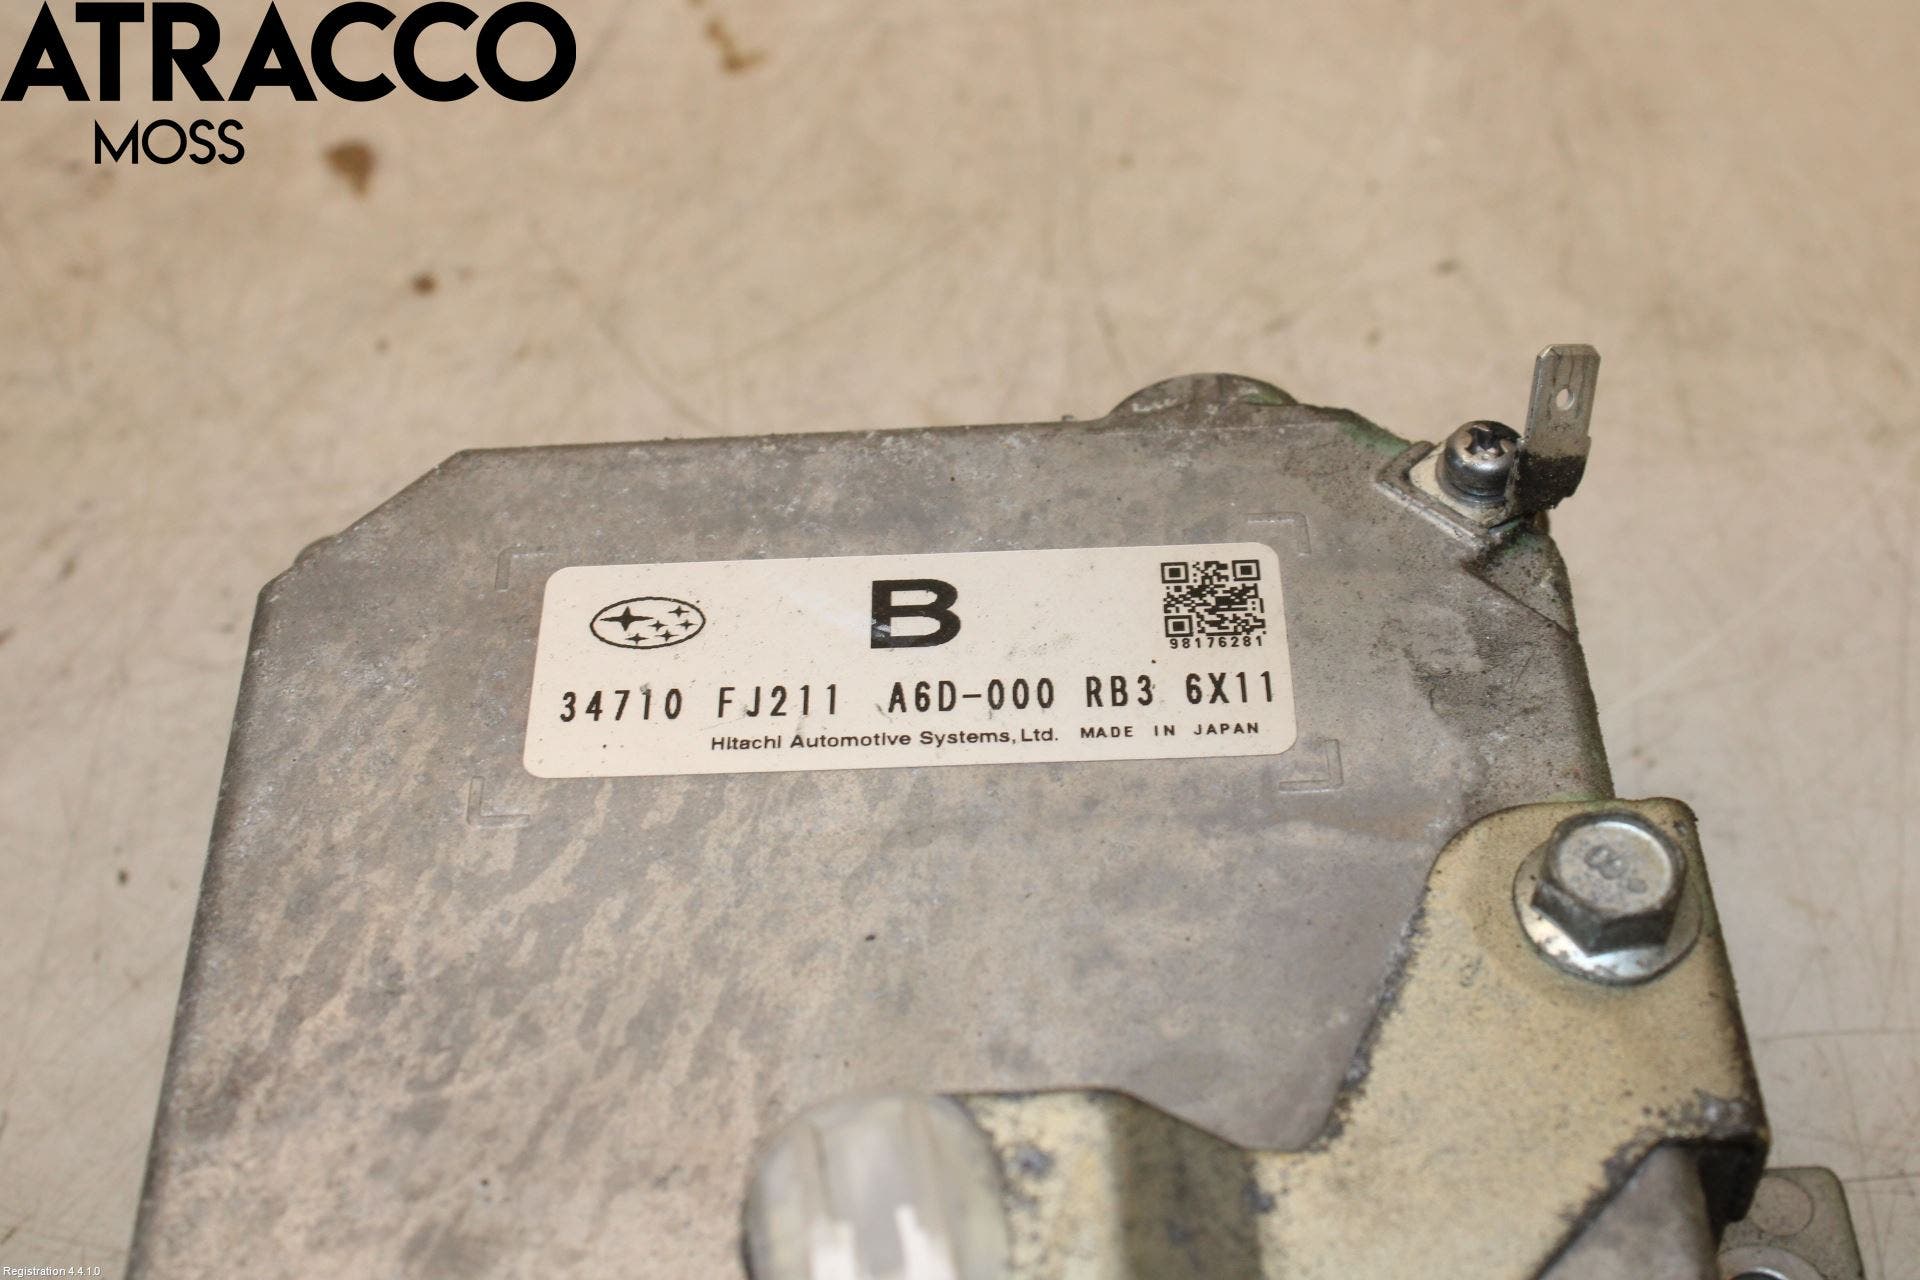 ATRACCO
MOSS
B
98176281
34710 FJ211 A6D-000 RB3 6X11
Hitachi Automotive Systems, Ltd. MADE IN JAPAN
Registration 4.4.1.0